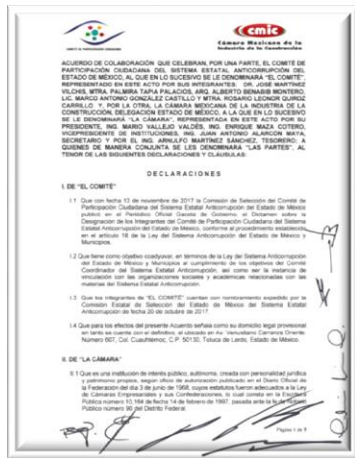 COMITÉ DE PARTICIPACIÓN CIUDADANA
cmic
Cámara Mexicana de la
Industria de la Construcción
ACUERDO DE COLABORACIÓN QUE CELEBRAN, POR UNA PARTE, EL COMITÉ DE
PARTICIPACIÓN CIUDADANA DEL SISTEMA ESTATAL ANTICORRUPCIÓN DEL
ESTADO DE MÉXICO, AL QUE EN LO SUCESIVO SE LE DENOMINARÁ "EL COMITÉ",
REPRESENTADO EN ESTE ACTO POR SUS INTEGRANTES: DR. JOSÉ MARTÍNEZ
VILCHIS, MTRA. PALMIRA TAPIA PALACIOS, ARQ. ALBERTO BENABIB MONTERO,
LIC. MARCO ANTONIO GONZÁLEZ CASTILLO Y MTRA. ROSARIO LEONOR QUIROZ
CARRILLO Y, POR LA OTRA, LA CÁMARA MEXICANA DE LA INDUSTRIA DE LA
CONSTRUCCIÓN, DELEGACIÓN ESTADO DE MÉXICO, A LA QUE EN LO SUCESIVO
SE LE DENOMINARÁ "LA CÁMARA", REPRESENTADA EN ESTE ACTO POR SU
PRESIDENTE, ING. MARIO VALLEJO VALDÉS, ING. ENRIQUE MAZA COTERO,
VICEPRESIDENTE DE INSTITUCIONES, ING. JUAN ANTONIO ALARCÓN MAYA,
SECRETARIO Y POR EL ING. ARNULFO MARTÍNEZ SÁNCHEZ, TESORERO; A
QUIENES DE MANERA CONJUNTA SE LES DENOMINARÁ "LAS PARTES", AL
TENOR DE LAS SIGUIENTES DECLARACIONES Y CLÁUSULAS:
DECLARACIONES
I. DE "EL COMITÉ"
I.1 Que con fecha 13 de noviembre de 2017 la Comisión de Selección del Comité de
Participación Ciudadana del Sistema Estatal Anticorrupción del Estado de México
publicó en el Periódico Oficial Gaceta de Gobierno, el Dictamen sobre la
Designación de los Integrantes del Comité de Participación Ciudadana del Sistema
Estatal Anticorrupción del Estado de México, conforme al procedimiento establecido
en el artículo 18 de la Ley del Sistema Anticorrupción del Estado de México y
Municipios.
I.2 Que tiene como objetivo coadyuvar, en términos de la Ley del Sistema Anticorrupción
del Estado de México y Municipios al cumplimiento de los objetivos del Comité
Coordinador del Sistema Estatal Anticorrupción, así como ser la instancia de
vinculación con las organizaciones sociales y académicas relacionadas con las
materias del Sistema Estatal Anticorrupción.
I.3 Que los integrantes de "EL COMITÉ" cuentan con nombramiento expedido por la
Comisión Estatal de Selección del Estado de México del Sistema Estatal
Anticorrupción de fecha 20 de octubre de 2017.
I.4 Que para los efectos del presente Acuerdo señala como su domicilio legal provisional
en tanto se cuenta con el definitivo, el ubicado en Av. Venustiano Carranza Oriente,
Número 607, Col. Cuauhtémoc, C.P. 50130, Toluca de Lerdo, Estado de México.
II. DE "LA CÁMARA"
II.1 Que es una institución de interés público, autónoma, creada con personalidad jurídica
y patrimonio propios, según oficio de autorización publicado en el Diario Oficial de
la Federación del día 3 de junio de 1968, cuyos estatutos fueron adecuados a la Ley
de Cámaras Empresariales y sus Confederaciones, lo cual consta en la Escritura
Pública número 10,164 de fecha 14 de febrero de 1997, pasada ante la fe de Notario
Público número 90 del Distrito Federal
Página 1 de 9